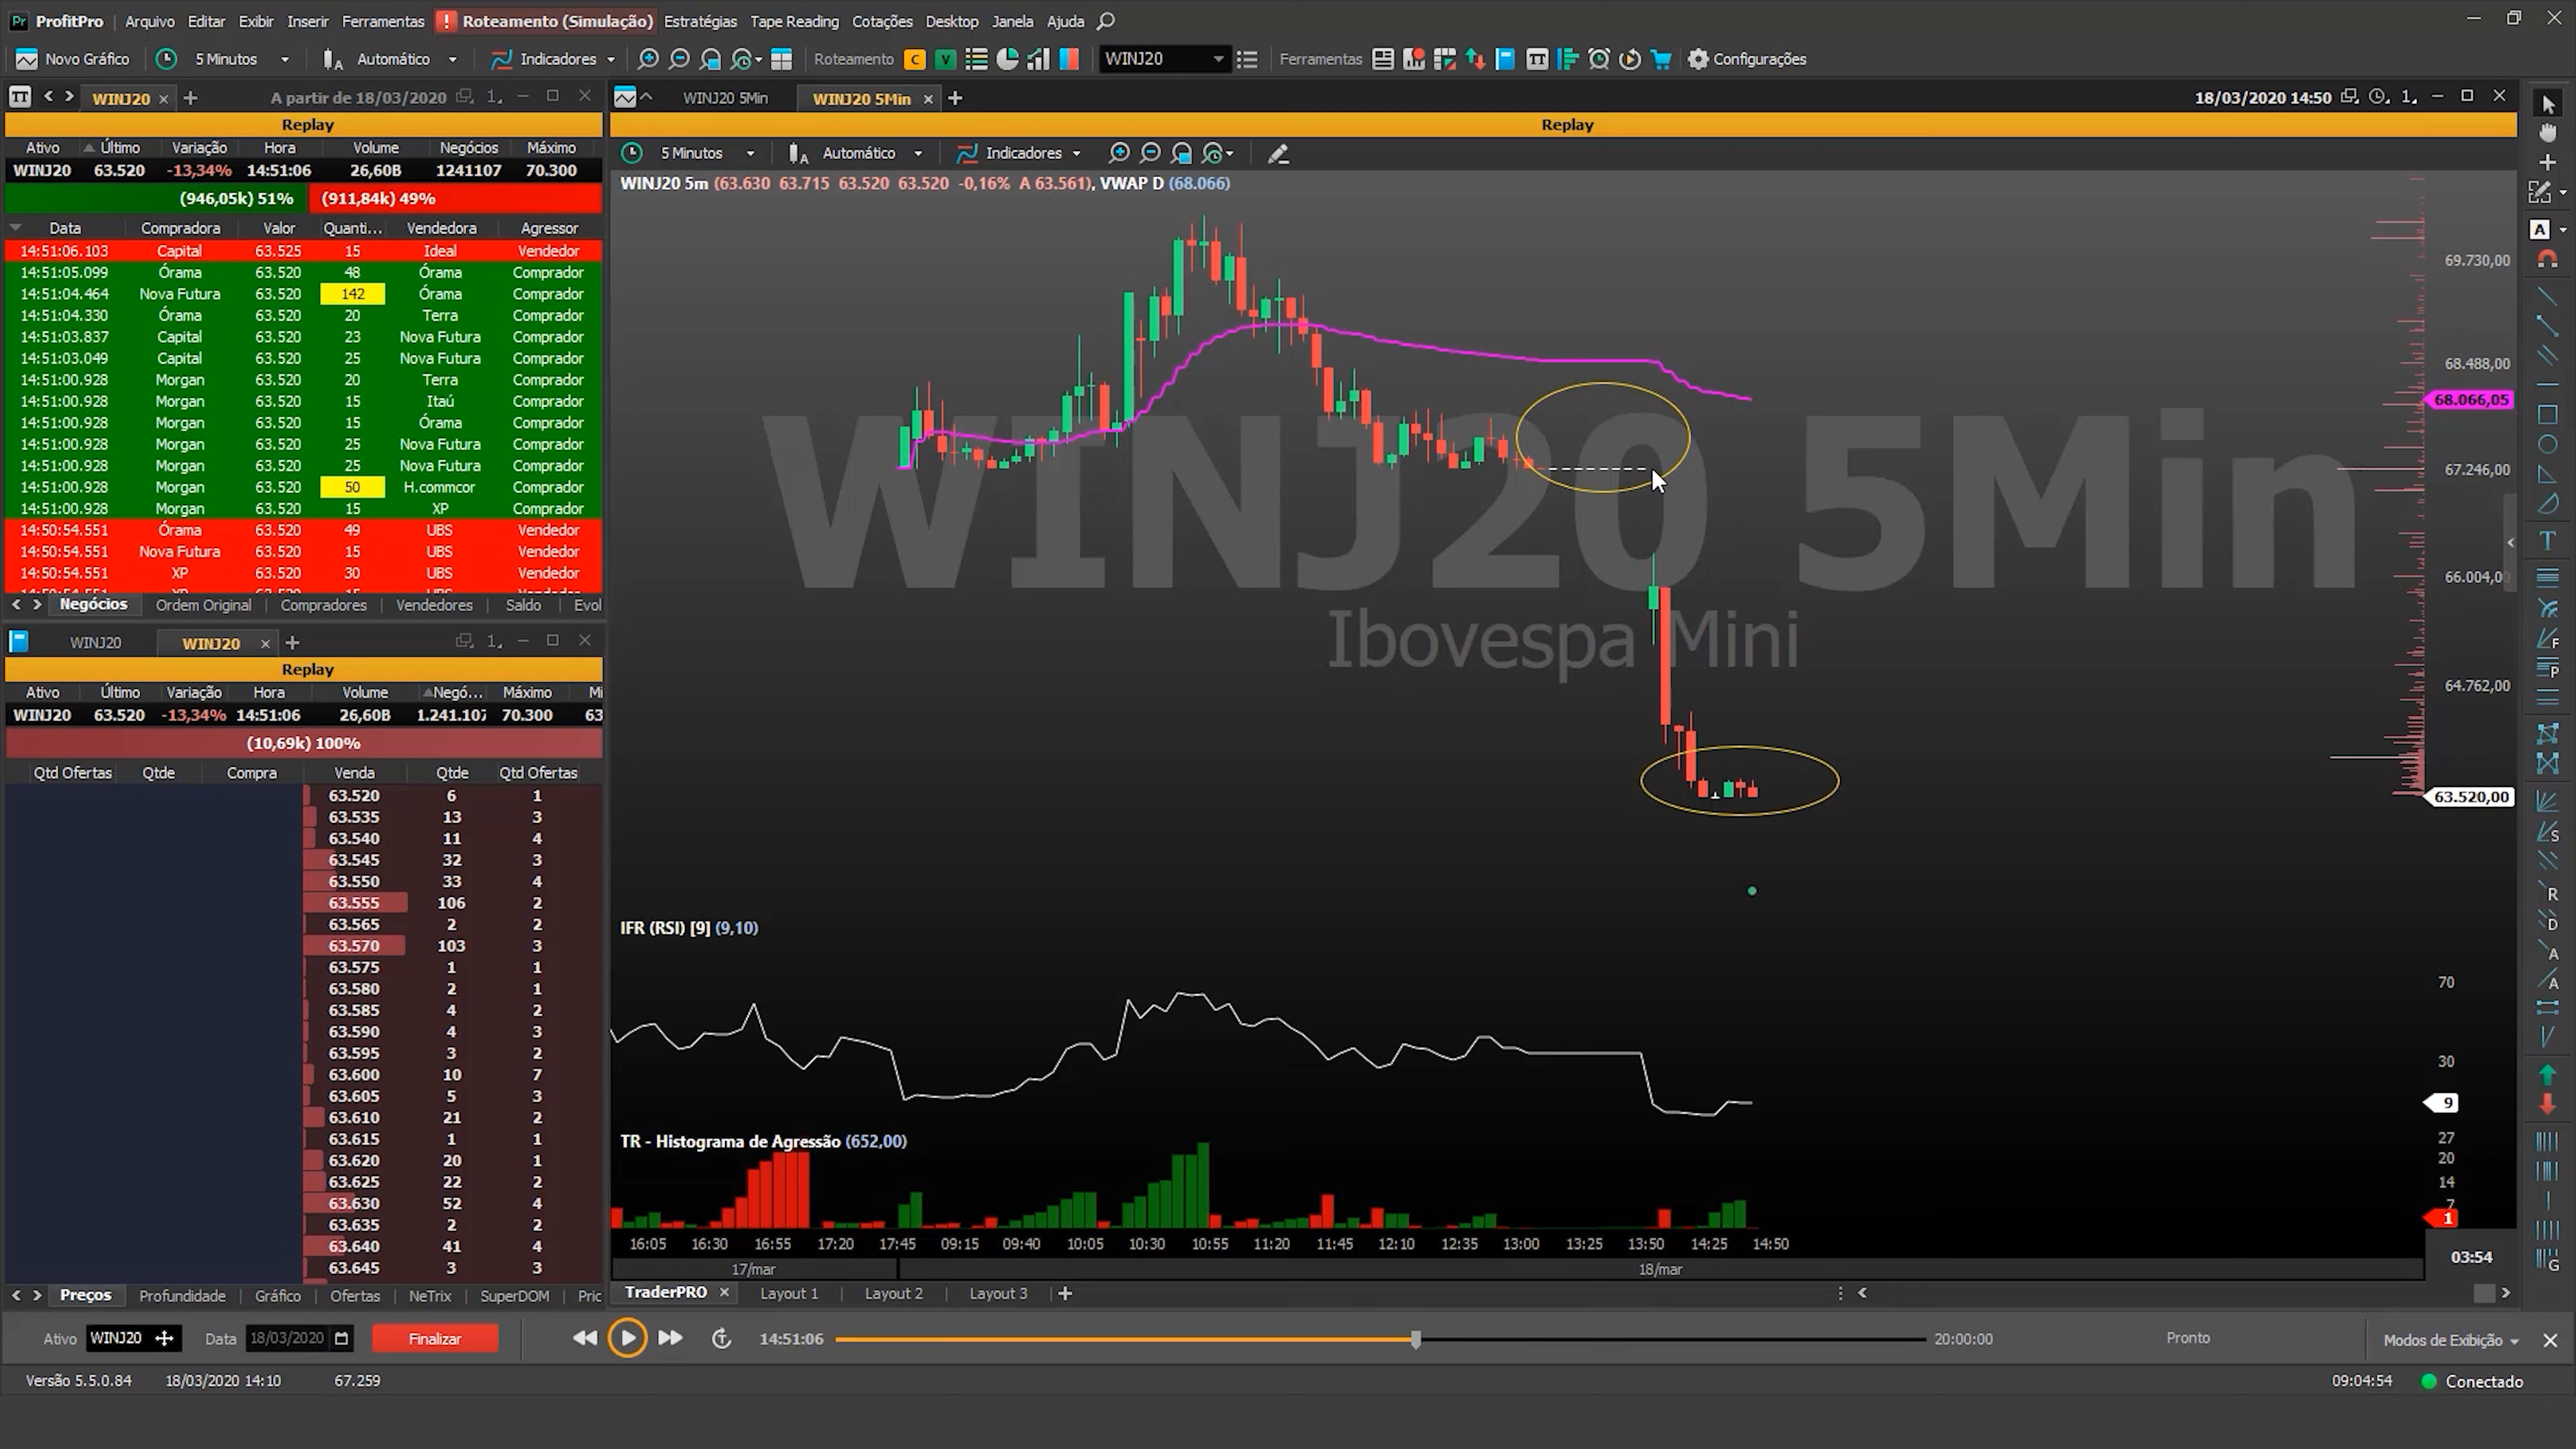 ProfitPro Arquivo Editar Exibir Inserir Ferramentas ! Roteamento (Simulação) Estratégias Tape Reading Cotações Desktop Janela Ajuda
Novo Gráfico 5 Minutos Automático Indicadores Roteamento C V WINJ20 Ferramentas Configurações
WINJ20 A partir de 18/03/2020 1
Replay
Ativo Último Variação Hora Volume Negócios Máximo
WINJ20 63.520 -13,34% 14:51:06 26,60B 1241107 70.300
(946,05k) 51% (911,84k) 49%
Data Compradora Valor Quanti... Vendedora Agressor
14:51:06.103 Capital 63.525 15 Ideal Vendedor
14:51:05.099 Órama 63.520 48 Órama Comprador
14:51:04.464 Nova Futura 63.520 142 Órama Comprador
14:51:04.330 Órama 63.520 20 Terra Comprador
14:51:03.837 Capital 63.520 23 Nova Futura Comprador
14:51:03.049 Capital 63.520 25 Nova Futura Comprador
14:51:00.928 Morgan 63.520 20 Terra Comprador
14:51:00.928 Morgan 63.520 15 Itaú Comprador
14:51:00.928 Morgan 63.520 15 Órama Comprador
14:51:00.928 Morgan 63.520 25 Nova Futura Comprador
14:51:00.928 Morgan 63.520 25 Nova Futura Comprador
14:51:00.928 Morgan 63.520 50 H.commcor Comprador
14:51:00.928 Morgan 63.520 15 XP Comprador
14:50:54.551 Órama 63.520 49 UBS Vendedor
14:50:54.551 Nova Futura 63.520 15 UBS Vendedor
14:50:54.551 XP 63.520 30 UBS Vendedor
Negócios Ordem Original Compradores Vendedores Saldo Evol
WINJ20 WINJ20 1
Replay
Ativo Último Variação Hora Volume Negó... Máximo Mi
WINJ20 63.520 -13,34% 14:51:06 26,60B 1.241.107 70.300 63
(10,69k) 100%
Qtd Ofertas Qtde Compra Venda Qtde Qtd Ofertas
63.520 6 1
63.535 13 3
63.540 11 4
63.545 32 3
63.550 33 4
63.555 106 2
63.565 2 2
63.570 103 3
63.575 1 1
63.580 2 1
63.585 4 2
63.590 4 3
63.595 3 2
63.600 10 7
63.605 5 3
63.610 21 2
63.615 1 1
63.620 20 1
63.625 22 2
63.630 52 4
63.635 2 2
63.640 41 4
63.645 3 3
Preços Profundidade Gráfico Ofertas NeTrix SuperDOM Pric
WINJ20 5Min WINJ20 5Min 18/03/2020 14:50 1
Replay
5 Minutos Automático Indicadores
WINJ20 5m (63.630 63.715 63.520 63.520 -0,16% A 63.561), VWAP D (68.066)
WINJ20 5Min
Ibovespa Mini
69.730,00
68.488,00
68.066,05
67.246,00
66.004,0
64.762,00
63.520,00
IFR (RSI) [9] (9,10)
70
30
9
TR - Histograma de Agressão (652,00)
27
20
14
7
1
16:05 16:30 16:55 17:20 17:45 09:15 09:40 10:05 10:30 10:55 11:20 11:45 12:10 12:35 13:00 13:25 13:50 14:25 14:50
03:54
17/mar 18/mar
TraderPRO Layout 1 Layout 2 Layout 3
Ativo WINJ20 Data 18/03/2020 Finalizar 14:51:06 20:00:00 Pronto Modos de Exibição
Versão 5.5.0.84 18/03/2020 14:10 67.259 09:04:54 Conectado